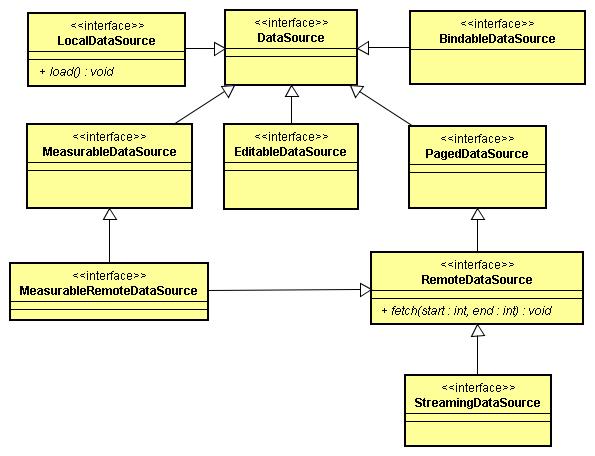 <<interface>>
LocalDataSource
+ load() : void
<<interface>>
DataSource
<<interface>>
BindableDataSource
<<interface>>
MeasurableDataSource
<<interface>>
EditableDataSource
<<interface>>
PagedDataSource
<<interface>>
MeasurableRemoteDataSource
<<interface>>
RemoteDataSource
+ fetch(start : int, end : int) : void
<<interface>>
StreamingDataSource